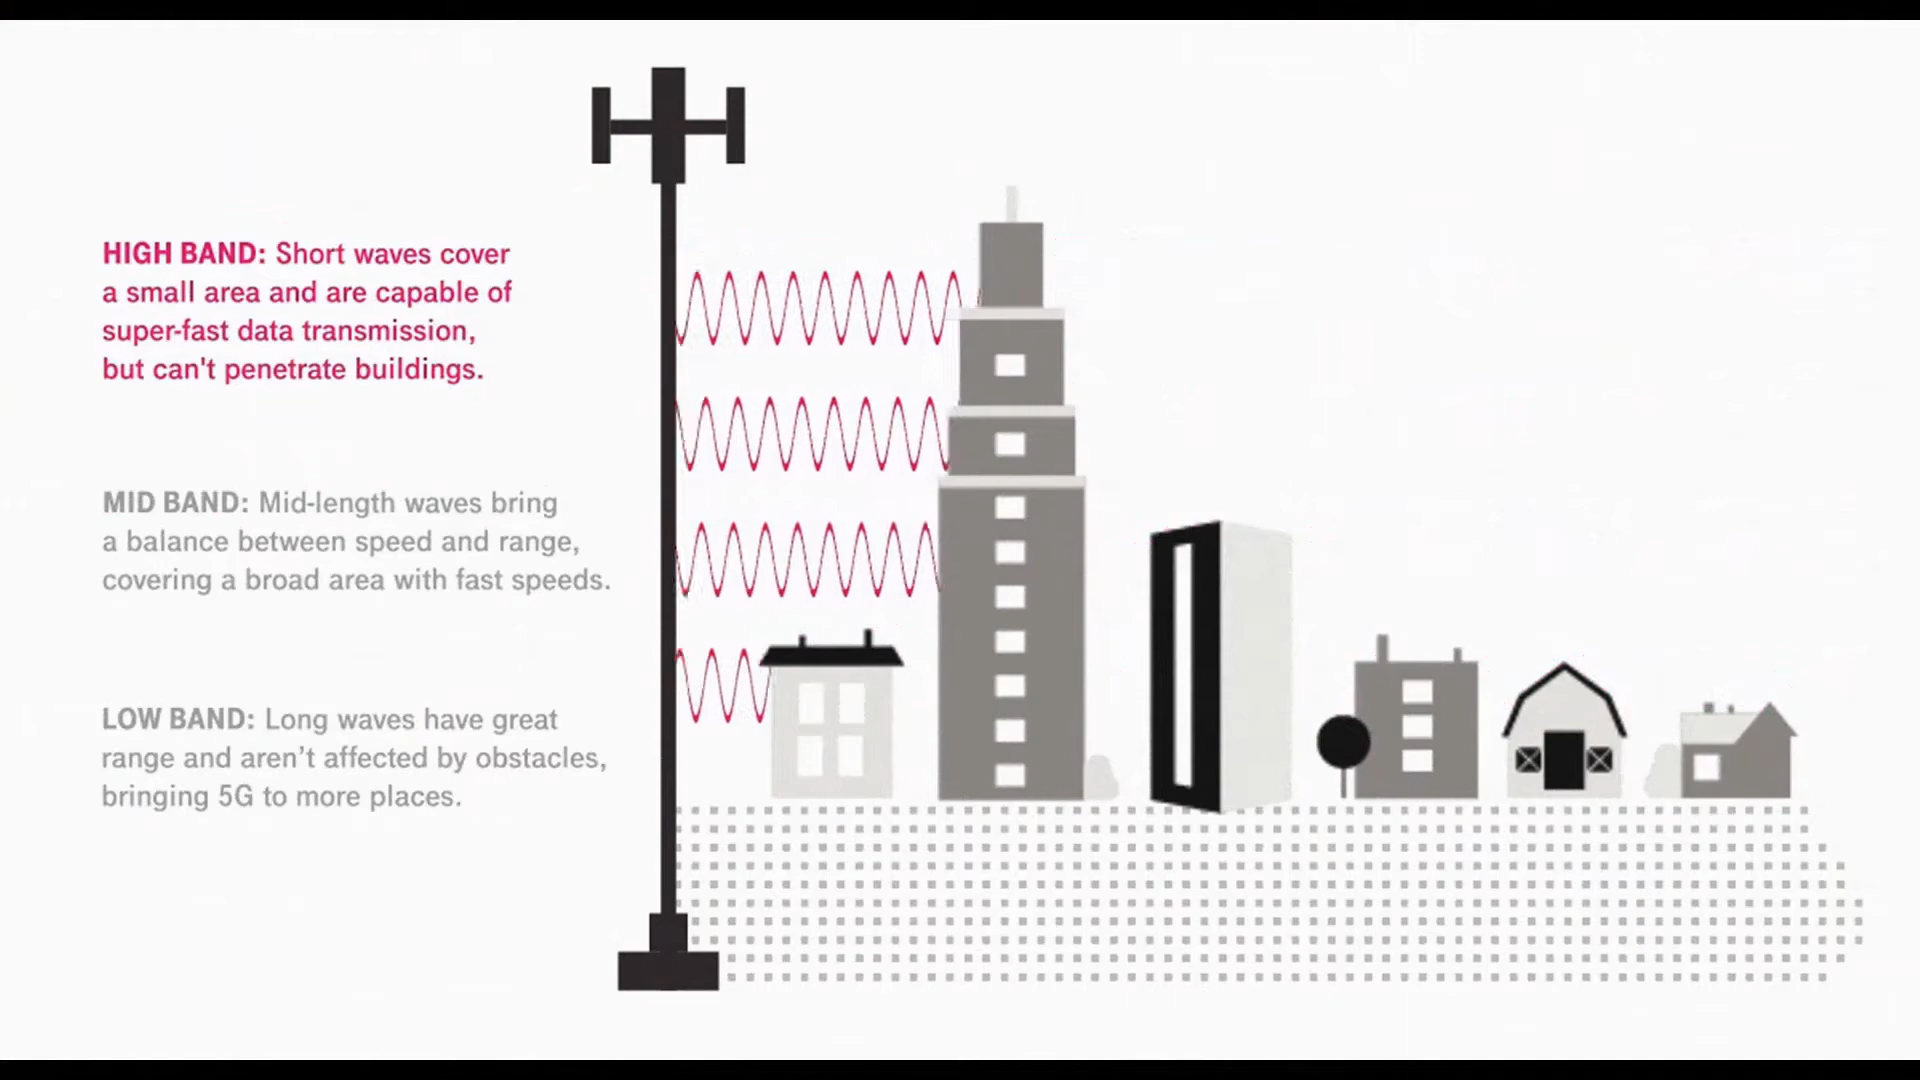 HIGH BAND: Short waves cover
a small area and are capable of
super-fast data transmission,
but can't penetrate buildings.
MID BAND: Mid-length waves bring
a balance between speed and range,
covering a broad area with fast speeds.
LOW BAND: Long waves have great
range and aren’t affected by obstacles,
bringing 5G to more places.